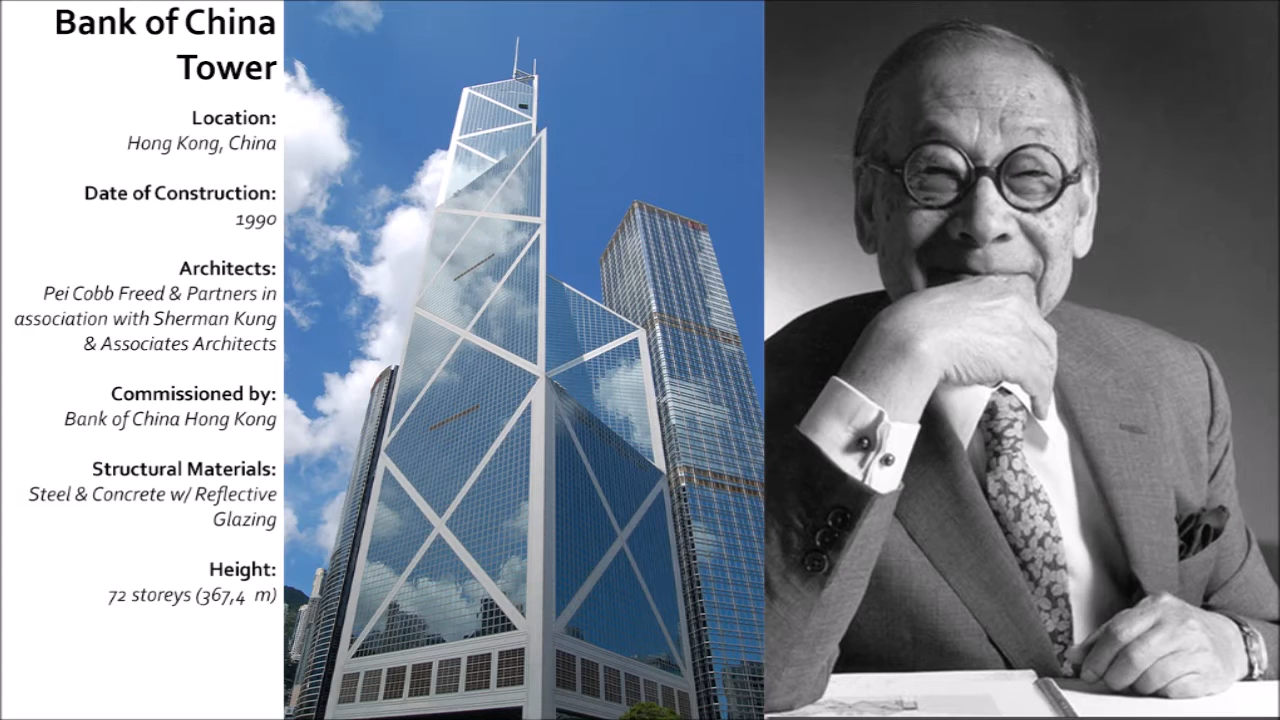 Bank of China
Tower
Location:
Hong Kong, China
Date of Construction:
1990
Architects:
Pei Cobb Freed & Partners in
association with Sherman Kung
& Associates Architects
Commissioned by:
Bank of China Hong Kong
Structural Materials:
Steel & Concrete w/ Reflective
Glazing
Height:
72 storeys (367,4 m)